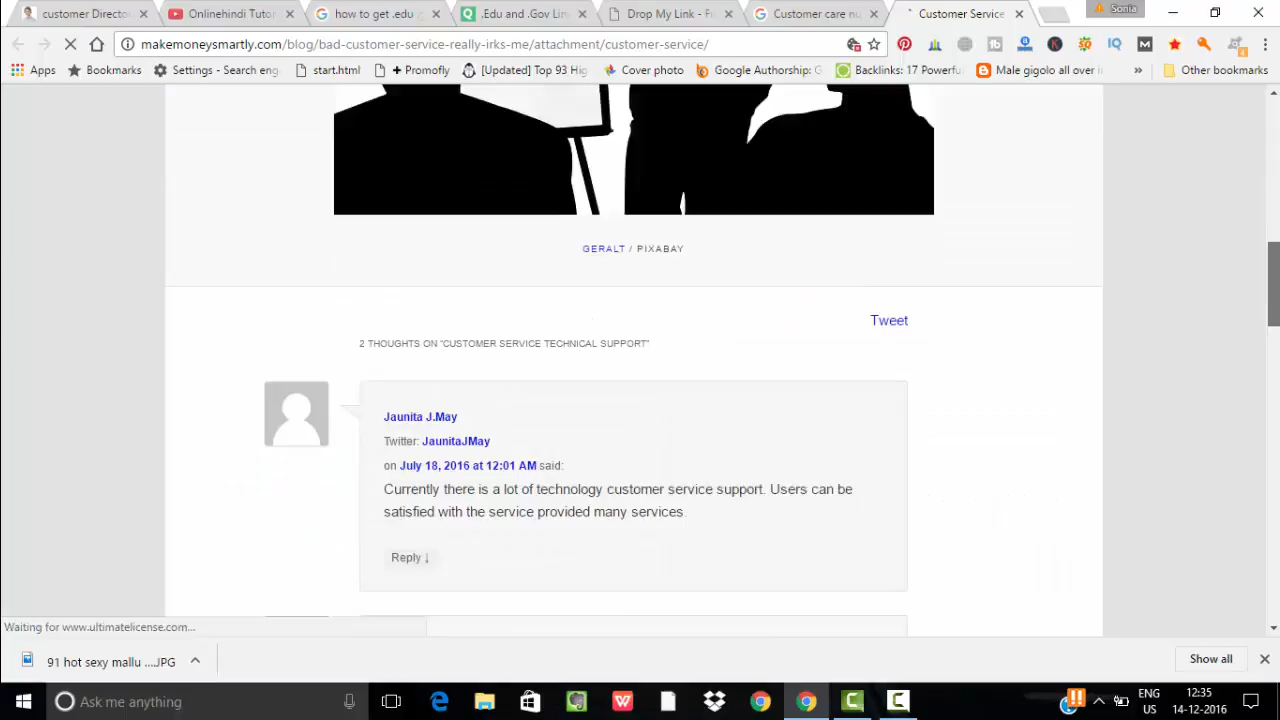 customer Directo
Onlinehindi Tutor
how to get .edu
.Edu and .Gov Lin
Drop My Link - F
Customer care nu
Customer Service
Sonia
makemoneysmartly.com/blog/bad-customer-service-really-irks-me/attachment/customer-service/
Apps
Bookmarks
Settings - Search eng
start.html
+ Promofly
[Updated] Top 93 Hig
Cover photo
Google Authorship: G
Backlinks: 17 Powerfu
Male gigolo all over i
»
Other bookmarks
GERALT / PIXABAY
Tweet
2 THOUGHTS ON "CUSTOMER SERVICE TECHNICAL SUPPORT"
Jaunita J.May
Twitter: JaunitaJMay
on July 18, 2016 at 12:01 AM said:
Currently there is a lot of technology customer service support. Users can be
satisfied with the service provided many services.
Reply ↓
Waiting for www.ultimatelicense.com...
91 hot sexy mallu ....JPG
Show all
Ask me anything
ENG
US
12:35
14-12-2016